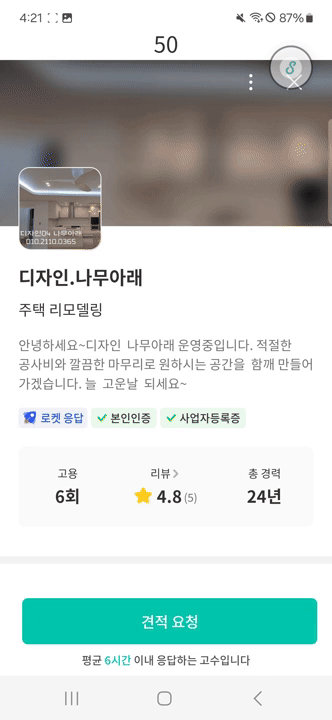 4:21
87%
50
디자인04 나무아래
010.2110.0365
디자인.나무아래
주택 리모델링
안녕하세요~디자인 나무아래 운영중입니다. 적절한
공사비와 깔끔한 마무리로 원하시는 공간을 함깨 만들어
가겠습니다. 늘 고운날 되세요~
로켓 응답 본인인증 사업자등록증
고용 리뷰 총 경력
6회 4.8 (5) 24년
견적 요청
평균 6시간 이내 응답하는 고수입니다